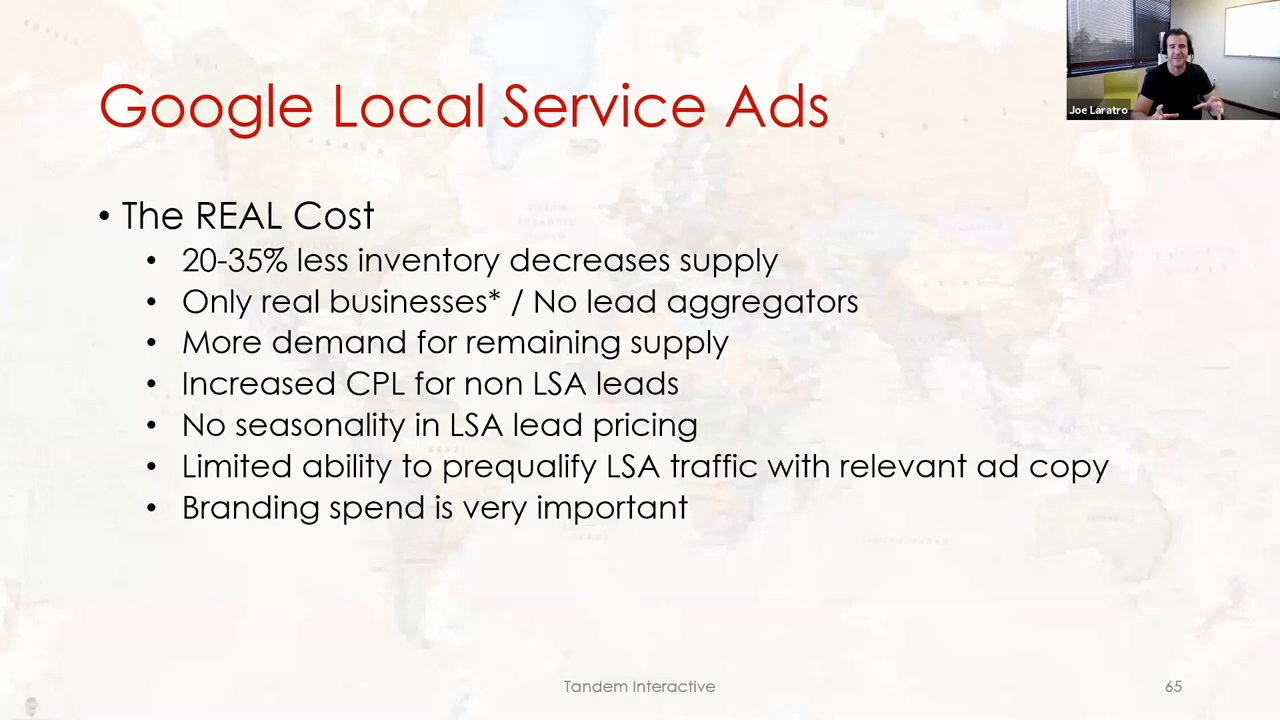 Joe Laratro
Google Local Service Ads
• The REAL Cost
• 20-35% less inventory decreases supply
• Only real businesses* / No lead aggregators
• More demand for remaining supply
• Increased CPL for non LSA leads
• No seasonality in LSA lead pricing
• Limited ability to prequalify LSA traffic with relevant ad copy
• Branding spend is very important
Tandem Interactive
65